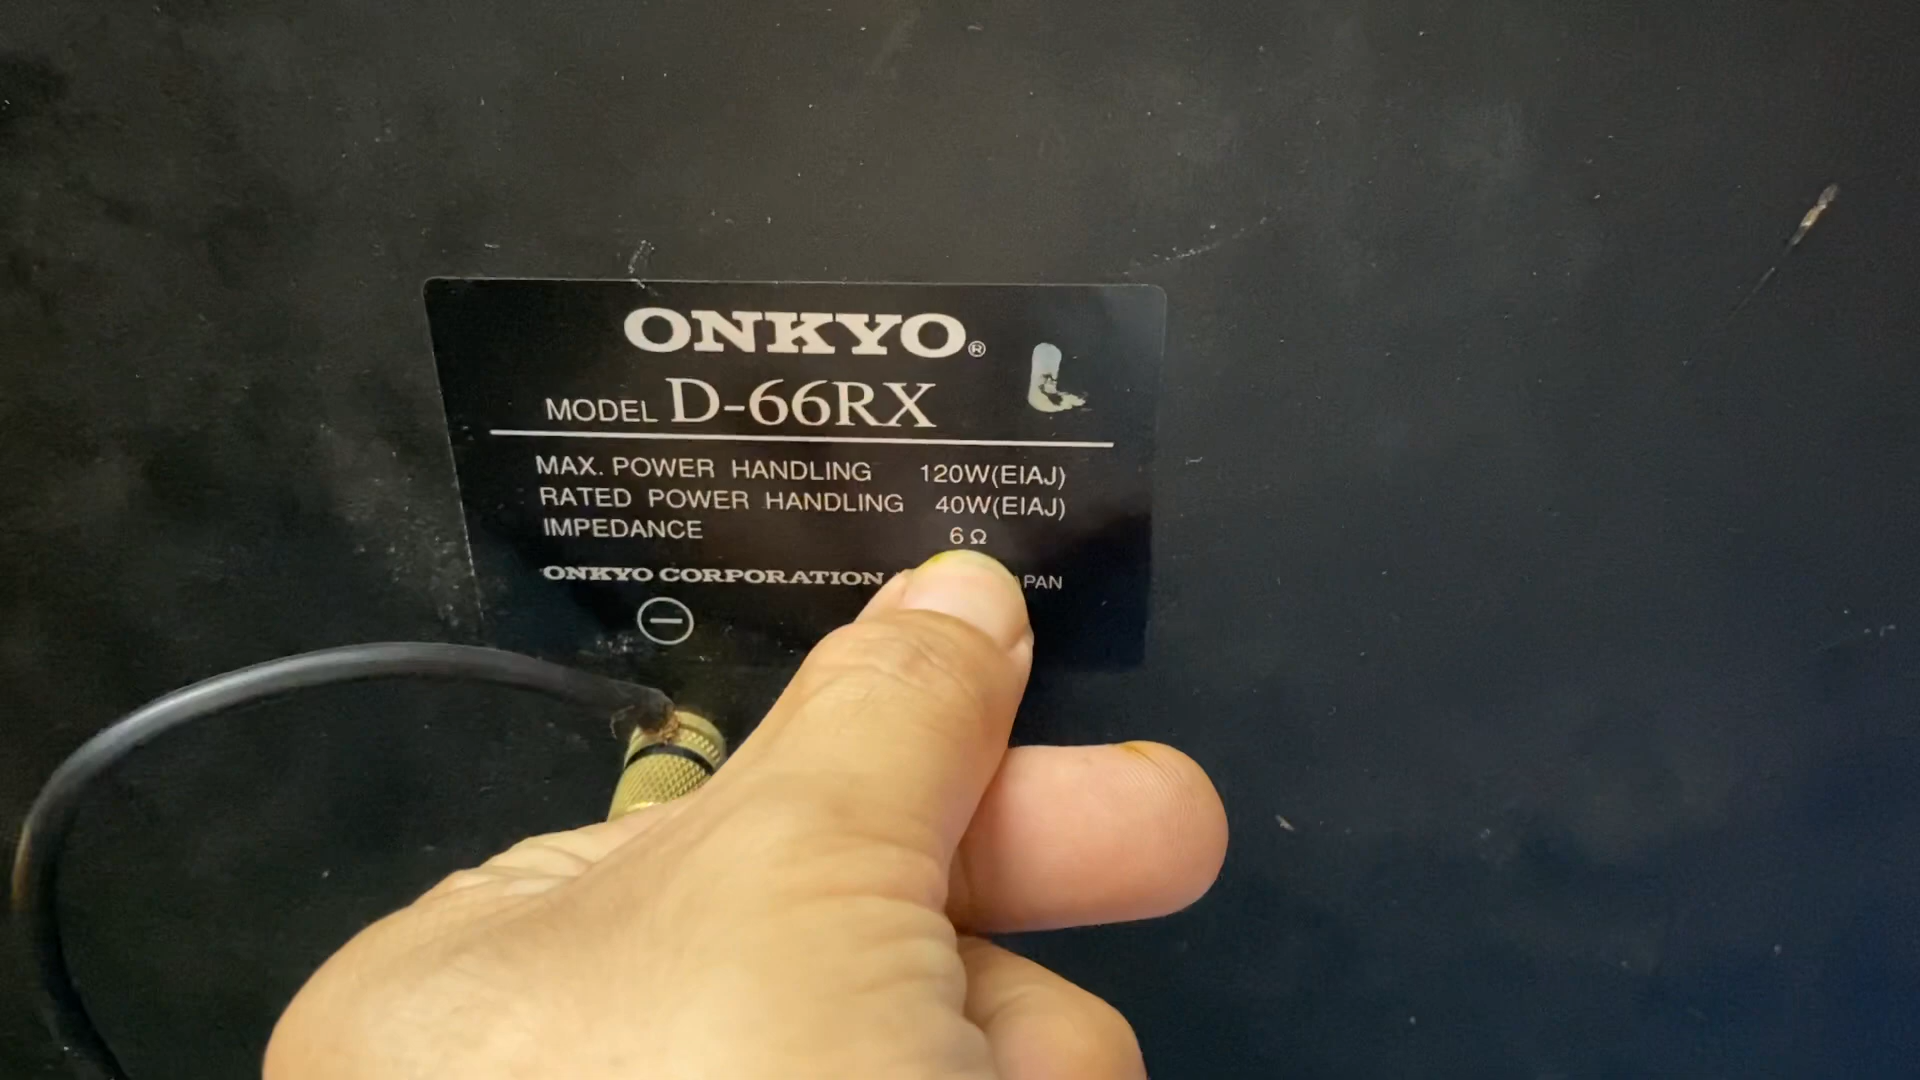 ONKYO®
L
MODEL D-66RX
MAX. POWER HANDLING 120W(EIAJ)
RATED POWER HANDLING 40W(EIAJ)
IMPEDANCE 6Ω
ONKYO CORPORATION
⊖